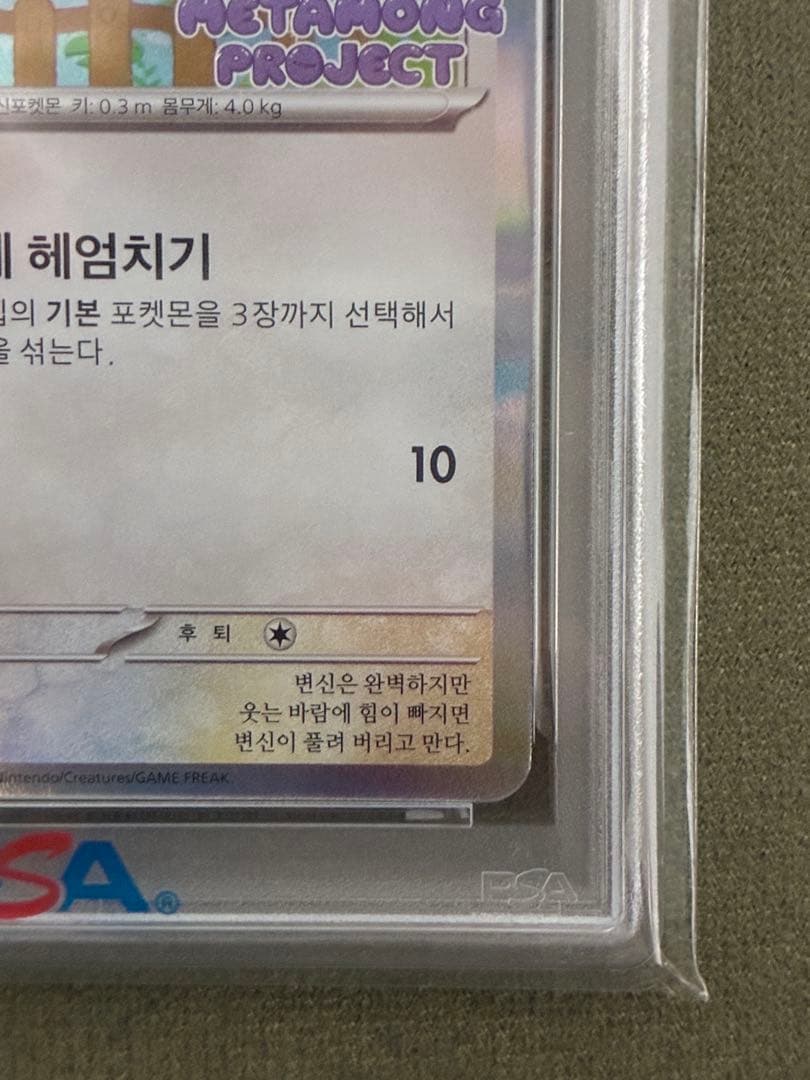 METAMONG
PROJECT
신포켓몬 키: 0.3 m 몸무게: 4.0 kg
헤엄치기
의 기본 포켓몬을 3장까지 선택해서
을 섞는다.
10
후퇴
변신은 완벽하지만
웃는 바람에 힘이 빠지면
변신이 풀려 버리고 만다.
Nintendo/Creatures/GAME FREAK.
SA®
PSA